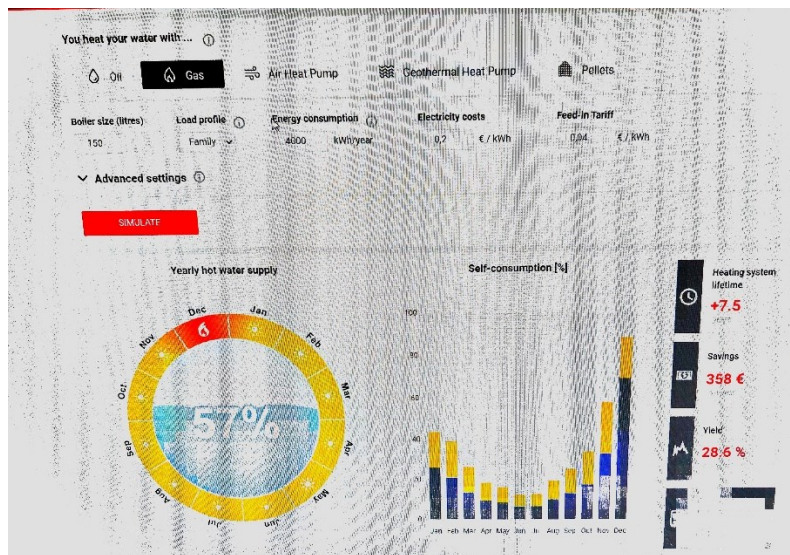 You heat your water with ...
Oil
Gas
Air Heat Pump
Geothermal Heat Pump
Pellets
Boiler size (litres)
Load profile
Energy consumption
Electricity costs
Feed-in Tariff
150
Family
4000 kWh/year
0,2 € / kWh
0,04 € / kWh
Advanced settings
SIMULATE
Yearly hot water supply
Dec
Jan
Feb
Mar
Apr
May
Jun
Jul
Aug
Sep
Oct
Nov
57%
Self-consumption [%]
100
80
60
40
20
0
Jan Feb Mar Apr May Jun Jul Aug Sep Oct Nov Dec
Heating system
lifetime
+7.5
years
Savings
358 €
Yield
28,6 %